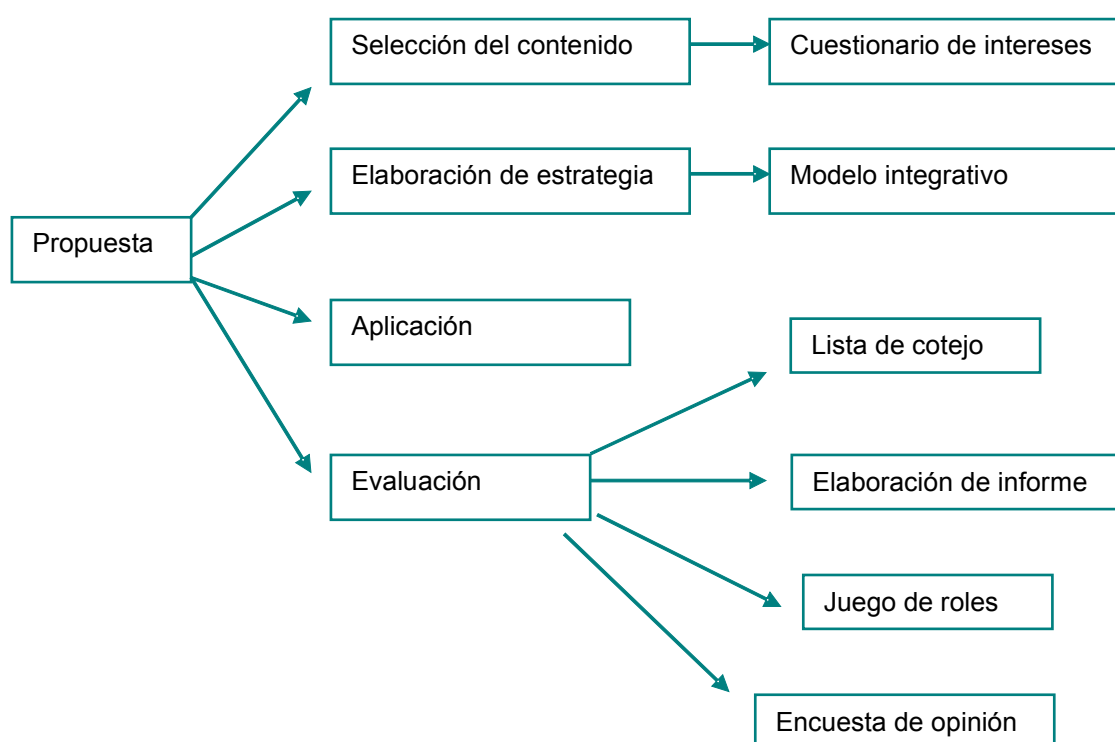 Selección del contenido
Cuestionario de intereses
Elaboración de estrategia
Modelo integrativo
Propuesta
Aplicación
Lista de cotejo
Evaluación
Elaboración de informe
Juego de roles
Encuesta de opinión